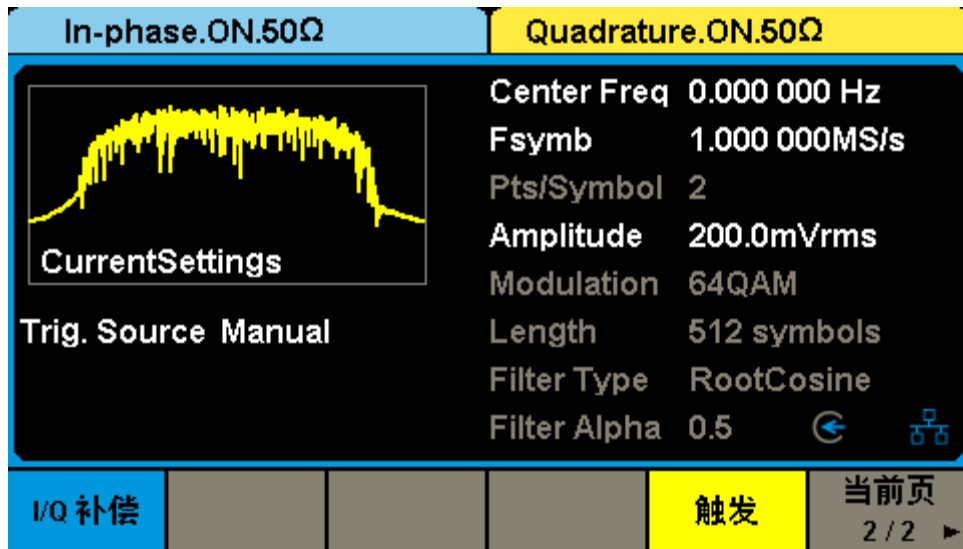 In-phase.ON.50Ω
Quadrature.ON.50Ω
CurrentSettings
Trig. Source Manual
Center Freq 0.000 000 Hz
Fsymb 1.000 000MS/s
Pts/Symbol 2
Amplitude 200.0mVrms
Modulation 64QAM
Length 512 symbols
Filter Type RootCosine
Filter Alpha 0.5
I/Q 补偿
触发
当前页
2 / 2